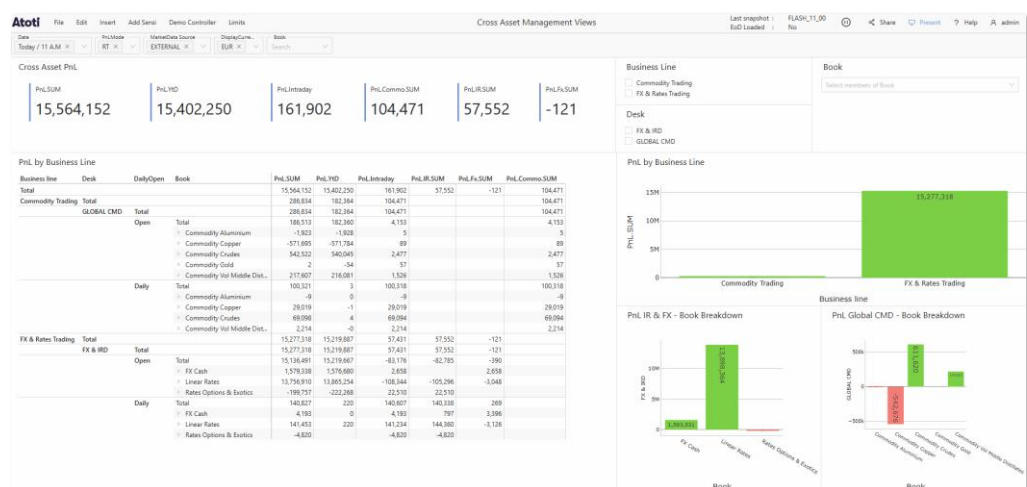 Atoti File Edit Insert Add Sensi Demo Controller Limits Cross Asset Management Views Last snapshot : FLASH_11_00 Share Present ? Help admin
EoD Loaded : No
Date PnLMode MarketData Source DisplayCurre... Book
Today / 11 A.M × RT × EXTERNAL × EUR × Search
Cross Asset PnL
PnL.SUM PnL.YtD PnL.Intraday PnL.Commo.SUM PnL.IR.SUM PnL.Fx.SUM
15,564,152 15,402,250 161,902 104,471 57,552 -121
Business Line
Commodity Trading
FX & Rates Trading
Desk
FX & IRD
GLOBAL CMD
Book
Select members of Book
PnL by Business Line
Business line Desk DailyOpen Book PnL.SUM PnL.YtD PnL.Intraday PnL.IR.SUM PnL.Fx.SUM PnL.Commo.SUM
Total 15,564,152 15,402,250 161,902 57,552 -121 104,471
Commodity Trading Total 286,834 182,364 104,471 104,471
GLOBAL CMD Total 286,834 182,364 104,471 104,471
Open Total 186,513 182,360 4,153 4,153
Commodity Aluminium -1,923 -1,928 5 5
Commodity Copper -571,695 -571,784 89 89
Commodity Crudes 542,522 540,045 2,477 2,477
Commodity Gold 2 -54 57 57
Commodity Vol Middle Dist... 217,607 216,081 1,526 1,526
Daily Total 100,321 3 100,318 100,318
Commodity Aluminium -9 0 -9 -9
Commodity Copper 29,019 -1 29,019 29,019
Commodity Crudes 69,098 4 69,094 69,094
Commodity Vol Middle Dist... 2,214 -0 2,214 2,214
FX & Rates Trading Total 15,277,318 15,219,887 57,431 57,552 -121
FX & IRD Total 15,277,318 15,219,887 57,431 57,552 -121
Open Total 15,136,491 15,219,667 -83,176 -82,785 -390
FX Cash 1,579,338 1,576,680 2,658 2,658
Linear Rates 13,756,910 13,865,254 -108,344 -105,296 -3,048
Rates Options & Exotics -199,757 -222,268 22,510 22,510
Daily Total 140,827 220 140,607 140,338 269
FX Cash 4,193 0 4,193 797 3,396
Linear Rates 141,453 220 141,234 144,360 -3,126
Rates Options & Exotics -4,820 -4,820 -4,820
PnL by Business Line
PnL.SUM
15M
10M
5M
0
15,277,318
Commodity Trading FX & Rates Trading
Business line
PnL IR & FX - Book Breakdown
FX & IRD
10M
5M
0
1,583,531
13,898,364
FX Cash Linear Rates Rates Options & Exotics
Book
PnL Global CMD - Book Breakdown
GLOBAL CMD
500k
0
−500k
-542,676
611,620
Commodity Aluminium Commodity Copper Commodity Crudes Commodity Gold Commodity Vol Middle Distillates
Book